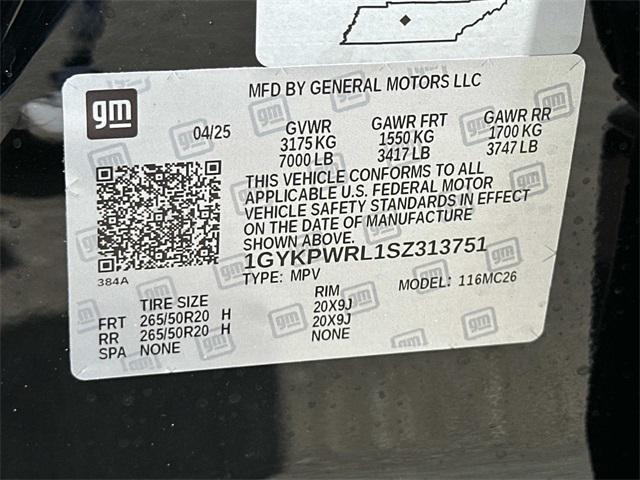 MFD BY GENERAL MOTORS LLC
gm
04/25
GVWR GAWR FRT GAWR RR
3175 KG 1550 KG 1700 KG
7000 LB 3417 LB 3747 LB
THIS VEHICLE CONFORMS TO ALL
APPLICABLE U.S. FEDERAL MOTOR
VEHICLE SAFETY STANDARDS IN EFFECT
ON THE DATE OF MANUFACTURE
SHOWN ABOVE.
1GYKPWRL1SZ313751
384A
TYPE: MPV MODEL: 116MC26
TIRE SIZE RIM
FRT 265/50R20 H 20X9J
RR 265/50R20 H 20X9J
SPA NONE NONE